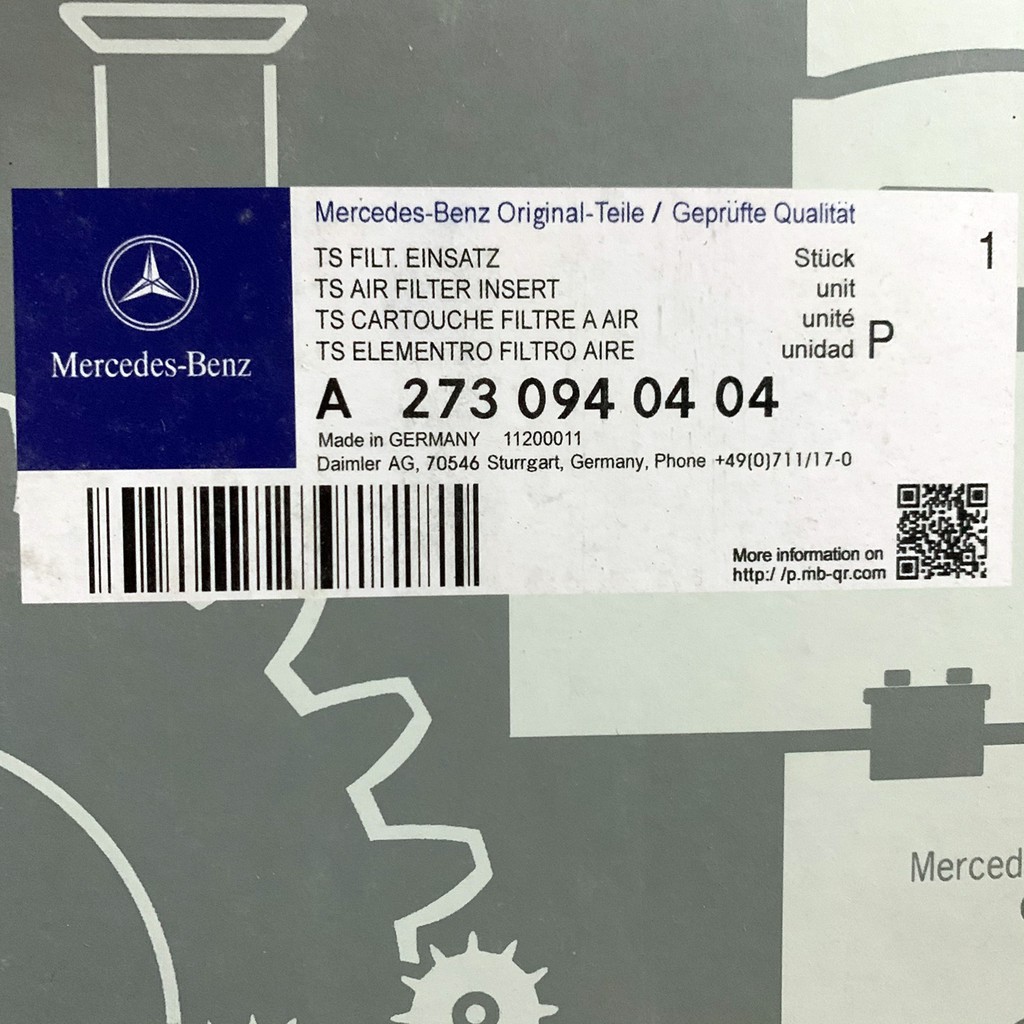 Mercedes-Benz
Mercedes-Benz Original-Teile / Geprüfte Qualität
TS FILT. EINSATZ Stück 1
TS AIR FILTER INSERT unit
TS CARTOUCHE FILTRE A AIR unité
TS ELEMENTRO FILTRO AIRE unidad P
A 273 094 04 04
Made in GERMANY 11200011
Daimler AG, 70546 Sturrgart, Germany, Phone +49(0)711/17-0
More information on
http:/ /p.mb-qr.com
Merced